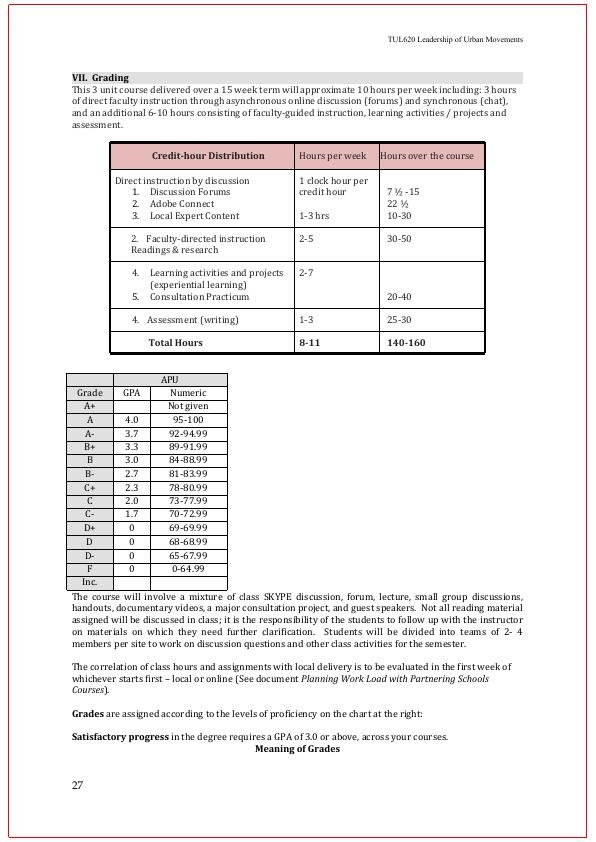 TUL620 Leadership of Urban Movements
VII. Grading
This 3 unit course delivered over a 15 week term will approximate 10 hours per week including: 3 hours
of direct faculty instruction through asynchronous online discussion (forums) and synchronous (chat),
and an additional 6-10 hours consisting of faculty-guided instruction, learning activities / projects and
assessment.
Credit-hour Distribution Hours per week Hours over the course
Direct instruction by discussion 1 clock hour per
1. Discussion Forums credit hour 7 ½ -15
2. Adobe Connect 22 ½
3. Local Expert Content 1-3 hrs 10-30
2. Faculty-directed instruction 2-5 30-50
Readings & research
4. Learning activities and projects 2-7
(experiential learning)
5. Consultation Practicum 20-40
4. Assessment (writing) 1-3 25-30
Total Hours 8-11 140-160
APU
Grade GPA Numeric
A+ Not given
A 4.0 95-100
A- 3.7 92-94.99
B+ 3.3 89-91.99
B 3.0 84-88.99
B- 2.7 81-83.99
C+ 2.3 78-80.99
C 2.0 73-77.99
C- 1.7 70-72.99
D+ 0 69-69.99
D 0 68-68.99
D- 0 65-67.99
F 0 0-64.99
Inc.
The course will involve a mixture of class SKYPE discussion, forum, lecture, small group discussions,
handouts, documentary videos, a major consultation project, and guest speakers. Not all reading material
assigned will be discussed in class; it is the responsibility of the students to follow up with the instructor
on materials on which they need further clarification. Students will be divided into teams of 2- 4
members per site to work on discussion questions and other class activities for the semester.
The correlation of class hours and assignments with local delivery is to be evaluated in the first week of
whichever starts first – local or online (See document Planning Work Load with Partnering Schools
Courses).
Grades are assigned according to the levels of proficiency on the chart at the right:
Satisfactory progress in the degree requires a GPA of 3.0 or above, across your courses.
Meaning of Grades
27